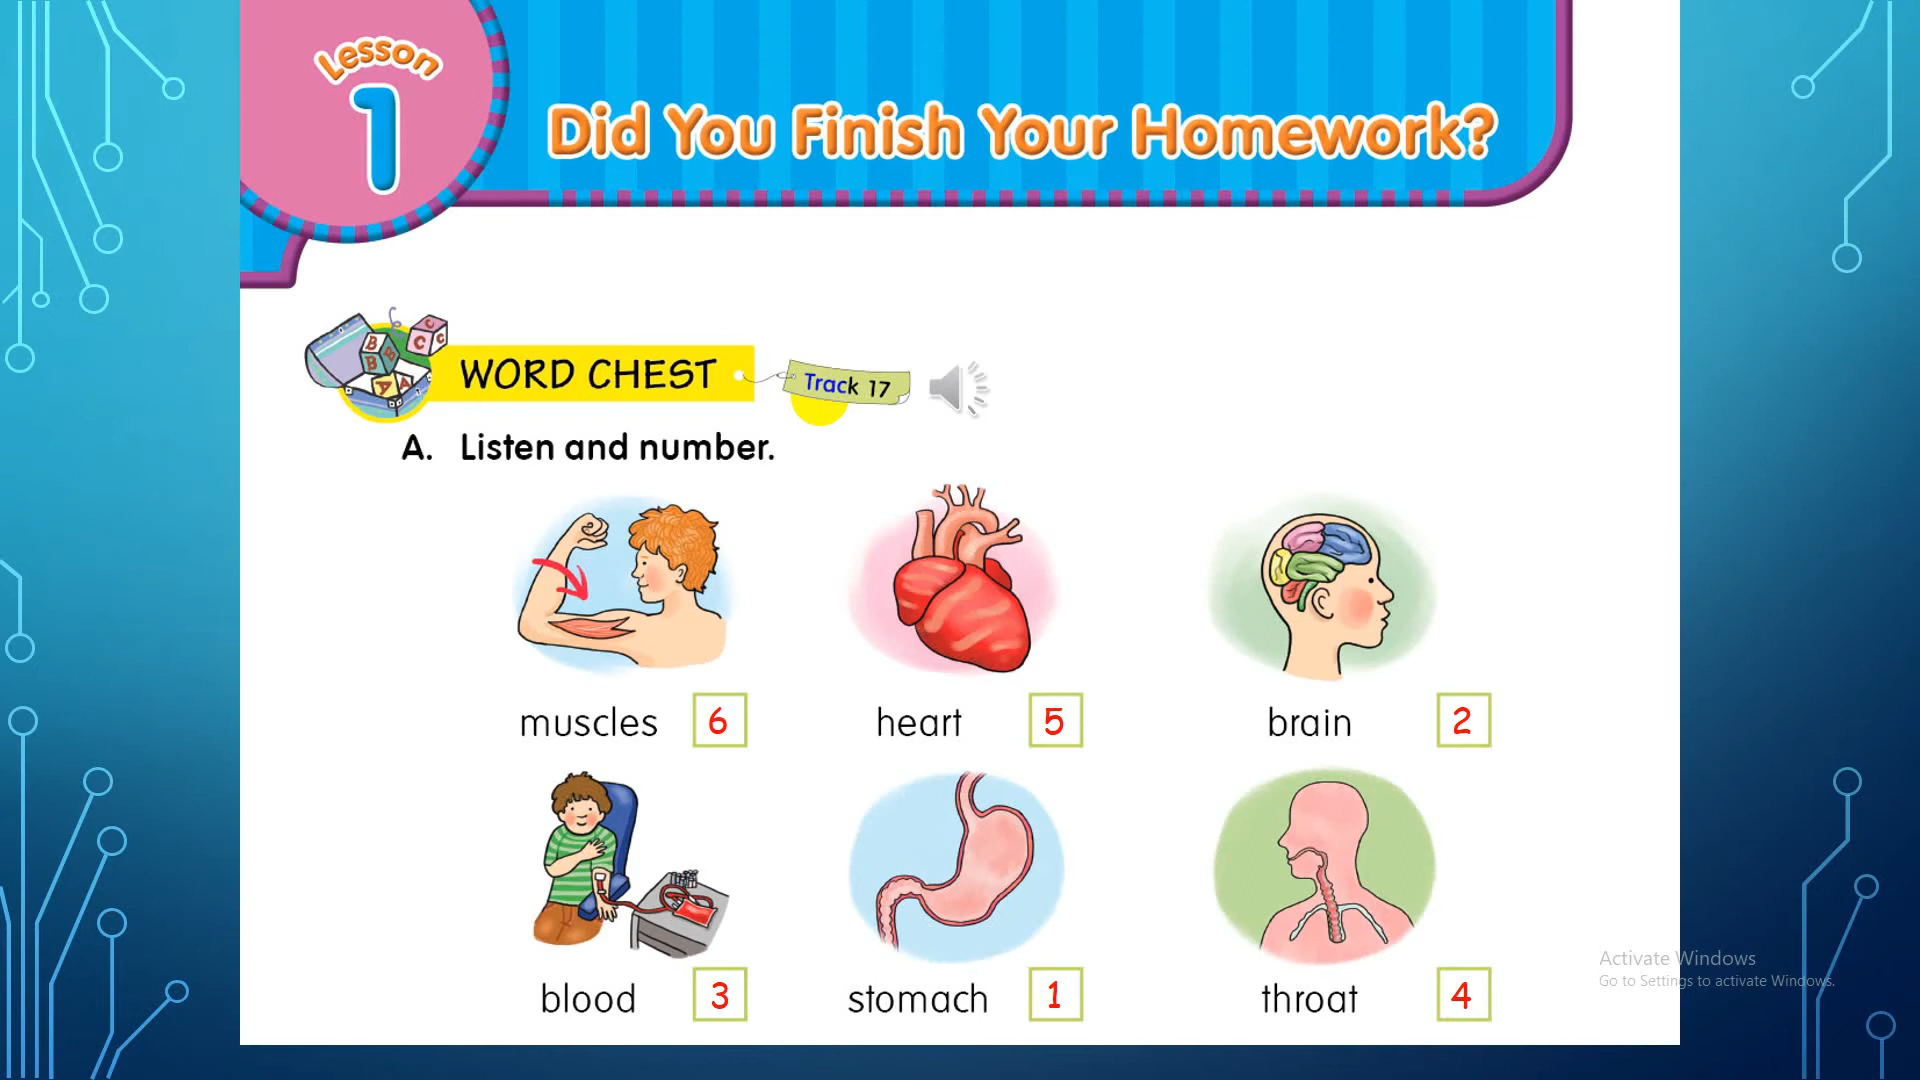 Lesson
1
Did You Finish Your Homework?
WORD CHEST
Track 17
A. Listen and number.
muscles 6
heart 5
brain 2
blood 3
stomach 1
throat 4
Activate Windows
Go to Settings to activate Windows.
B
B
B
C
C
C
A
A